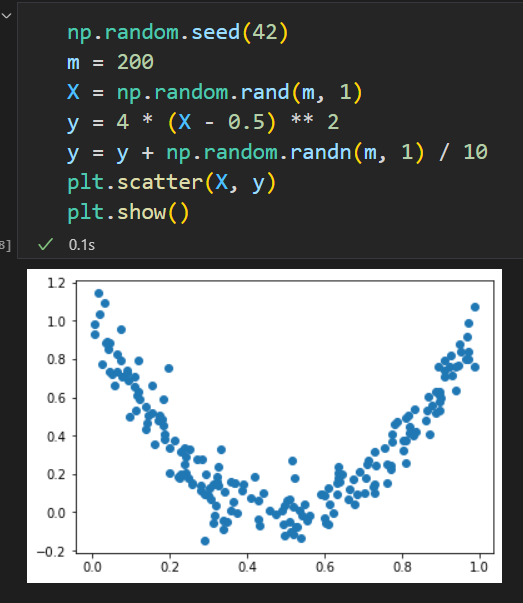 np.random.seed(42)
m = 200
X = np.random.rand(m, 1)
y = 4 * (X - 0.5) ** 2
y = y + np.random.randn(m, 1) / 10
plt.scatter(X, y)
plt.show()
8] ✓ 0.1s
1.2
1.0
0.8
0.6
0.4
0.2
0.0
−0.2
0.0 0.2 0.4 0.6 0.8 1.0